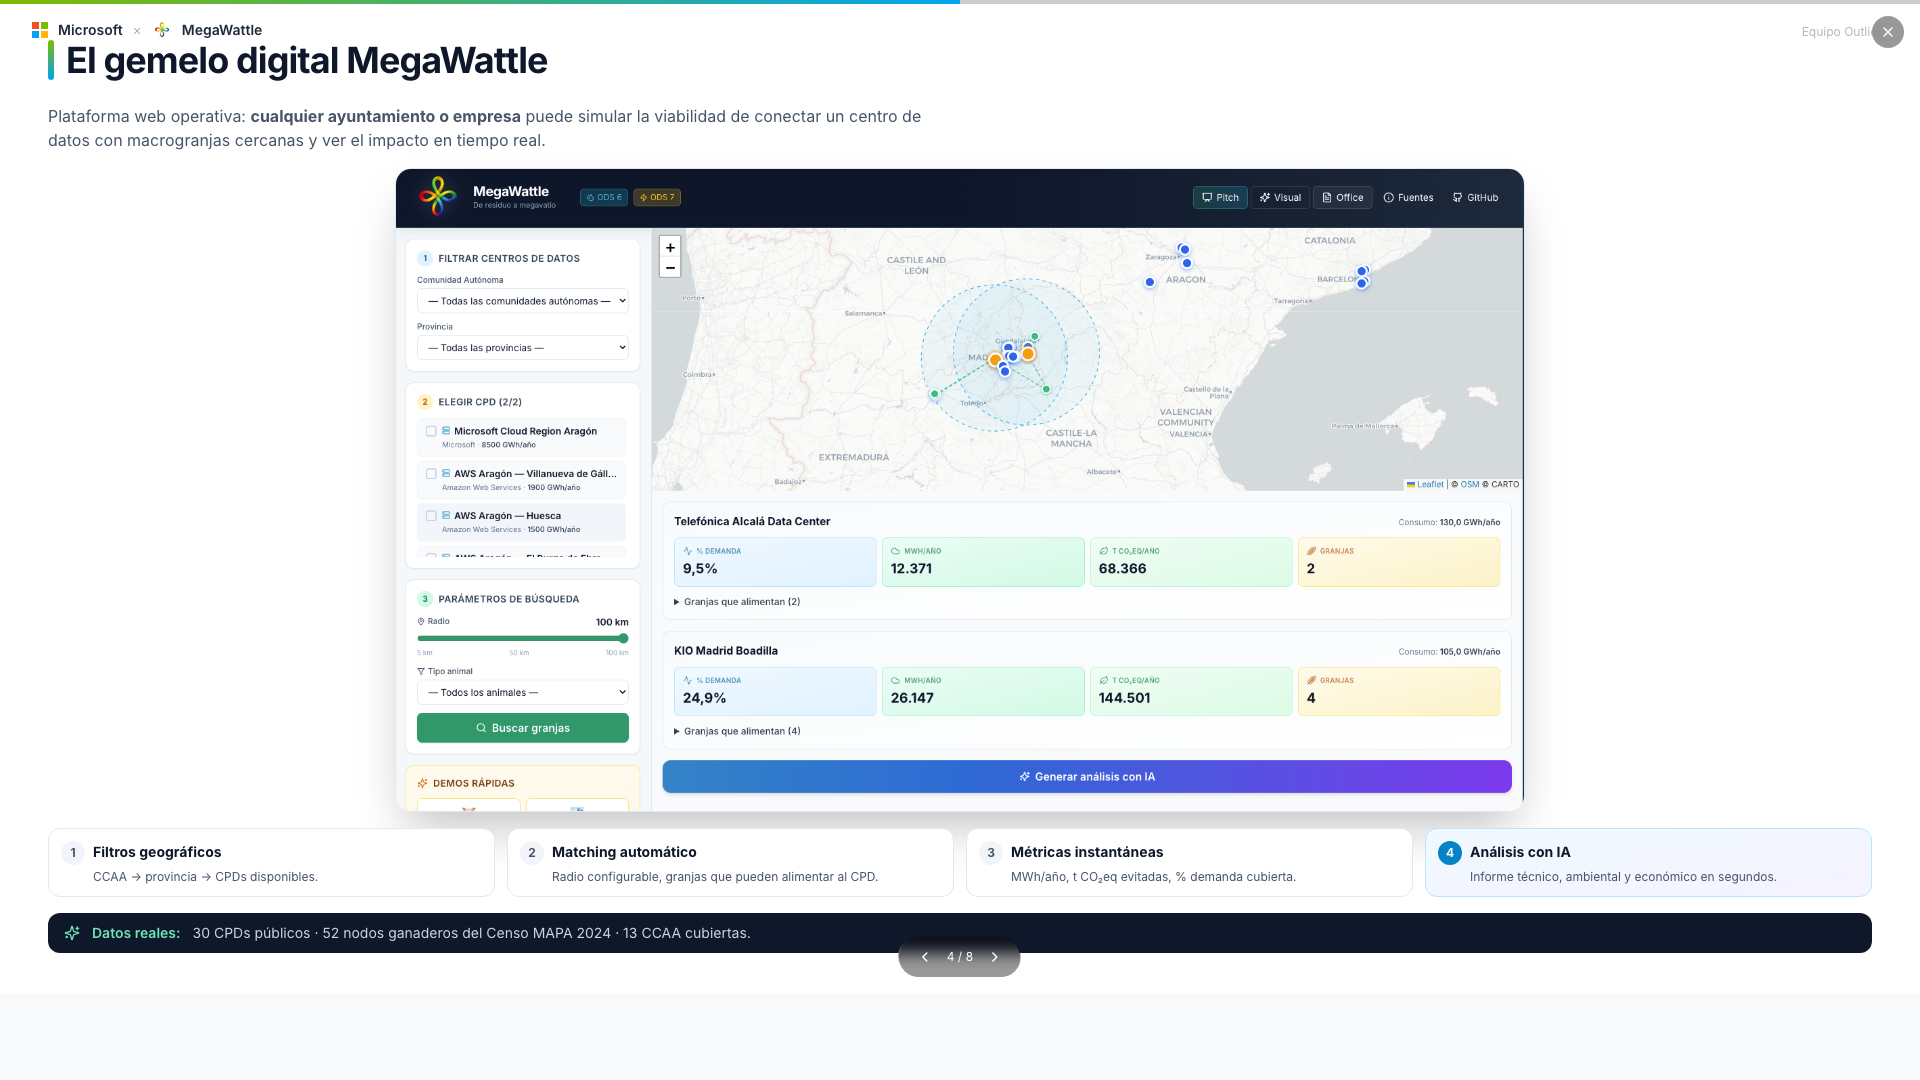 Microsoft × MegaWattle
Equipo Outli
El gemelo digital MegaWattle
Plataforma web operativa: cualquier ayuntamiento o empresa puede simular la viabilidad de conectar un centro de
datos con macrogranjas cercanas y ver el impacto en tiempo real.
MegaWattle
De residuo a megavatio
ODS 6
ODS 7
Pitch
Visual
Office
Fuentes
GitHub
1 FILTRAR CENTROS DE DATOS
Comunidad Autónoma
— Todas las comunidades autónomas —
Provincia
— Todas las provincias —
2 ELEGIR CPD (2/2)
Microsoft Cloud Region Aragón
Microsoft · 8500 GWh/año
AWS Aragón — Villanueva de Gáll...
Amazon Web Services · 1900 GWh/año
AWS Aragón — Huesca
Amazon Web Services · 1500 GWh/año
AWS Aragón — El Burgo de Ebro
3 PARÁMETROS DE BÚSQUEDA
Radio 100 km
5 km 50 km 100 km
Tipo animal
— Todos los animales —
Buscar granjas
DEMOS RÁPIDAS
+
−
CASTILE AND
LEÓN
CATALONIA
Zaragoza
ARAGON
BARCELON
Tarragona
Porto
Salamanca
Guadalaj
MAD
Coimbra
Toledo
Castelló de la
Plana
VALENCIAN
COMMUNITY
VALENCIA
CASTILE-LA
MANCHA
Palma de Mallorca
EXTREMADURA
Albacete
Badajoz
Leaflet | © OSM © CARTO
Telefónica Alcalá Data Center
Consumo: 130,0 GWh/año
% DEMANDA
9,5%
MWH/AÑO
12.371
T CO₂EQ/AÑO
68.366
GRANJAS
2
▶ Granjas que alimentan (2)
KIO Madrid Boadilla
Consumo: 105,0 GWh/año
% DEMANDA
24,9%
MWH/AÑO
26.147
T CO₂EQ/AÑO
144.501
GRANJAS
4
▶ Granjas que alimentan (4)
Generar análisis con IA
1 Filtros geográficos
CCAA → provincia → CPDs disponibles.
2 Matching automático
Radio configurable, granjas que pueden alimentar al CPD.
3 Métricas instantáneas
MWh/año, t CO₂eq evitadas, % demanda cubierta.
4 Análisis con IA
Informe técnico, ambiental y económico en segundos.
Datos reales: 30 CPDs públicos · 52 nodos ganaderos del Censo MAPA 2024 · 13 CCAA cubiertas.
4 / 8